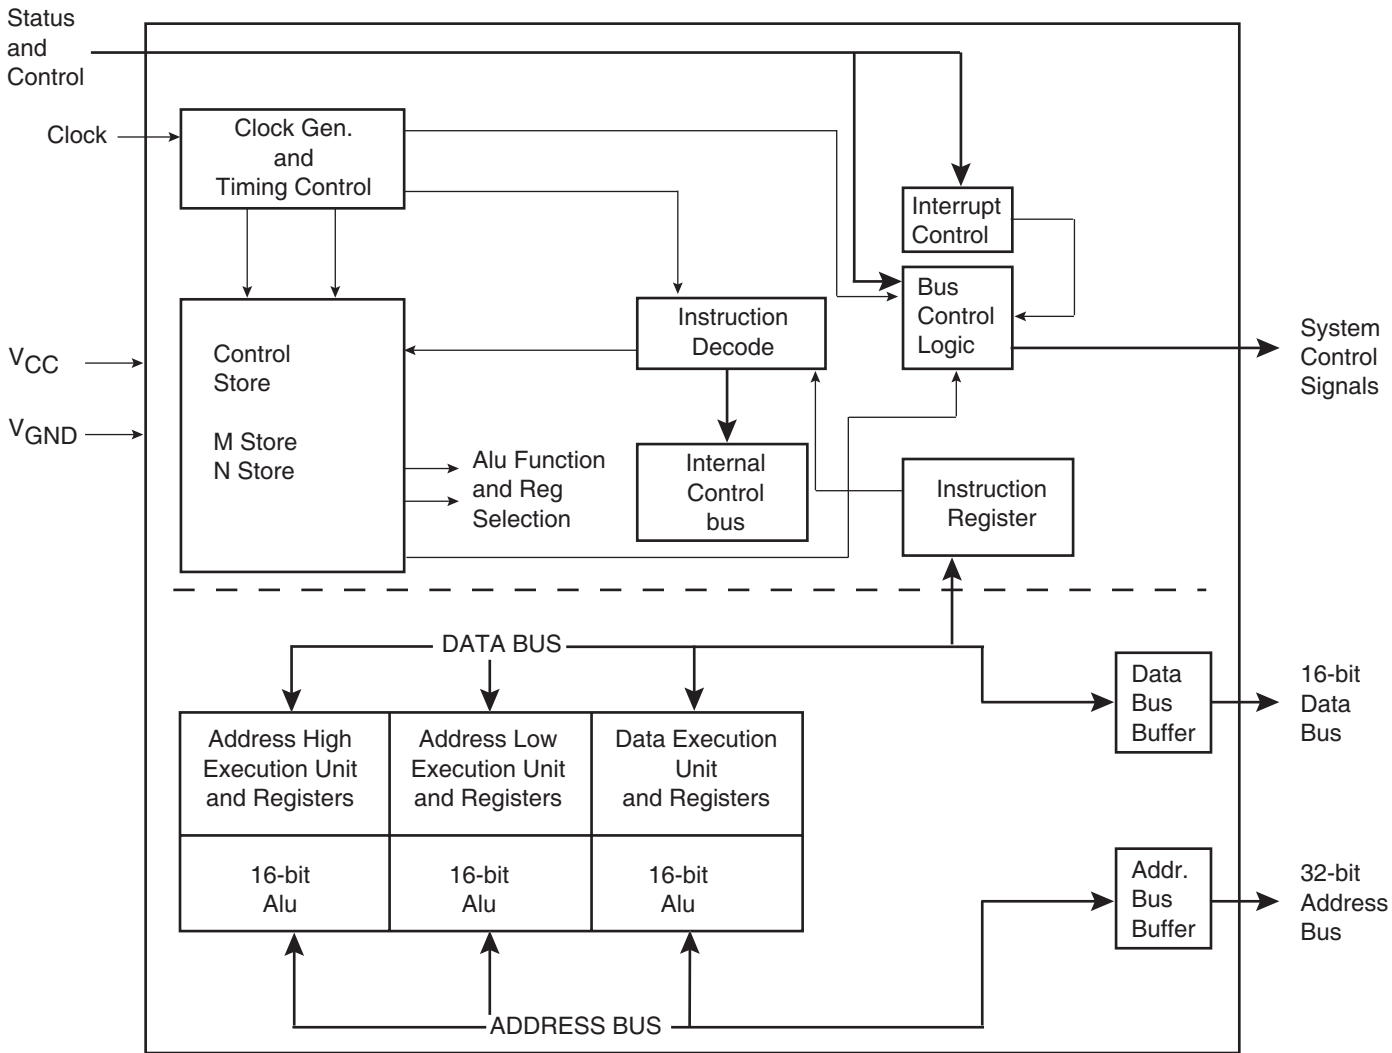 Status
and
Control
Clock
Clock Gen.
and
Timing Control
Interrupt
Control
Bus
Control
Logic
System
Control
Signals
Instruction
Decode
Control
Store
M Store
N Store
VCC
VGND
Alu Function
and Reg
Selection
Internal
Control
bus
Instruction
Register
DATA BUS
Data
Bus
Buffer
16-bit
Data
Bus
Address High
Execution Unit
and Registers
Address Low
Execution Unit
and Registers
Data Execution
Unit
and Registers
16-bit
Alu
16-bit
Alu
16-bit
Alu
Addr.
Bus
Buffer
32-bit
Address
Bus
ADDRESS BUS